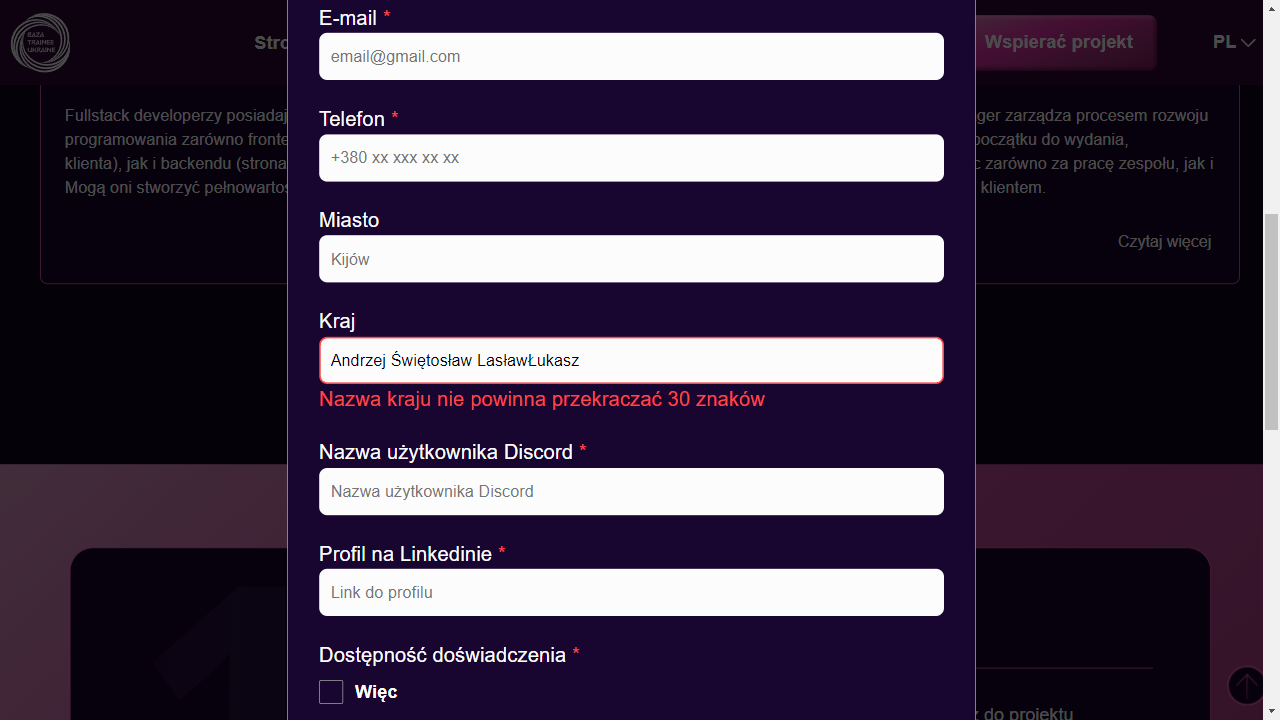 BAZA
TRAINEE
UKRAINE
Wspierać projekt
PL
E-mail *
email@gmail.com
Telefon *
+380 xx xxx xx xx
Miasto
Kijów
Kraj
Andrzej Świętosław LasławŁukasz
Nazwa kraju nie powinna przekraczać 30 znaków
Nazwa użytkownika Discord *
Nazwa użytkownika Discord
Profil na Linkedinie *
Link do profilu
Dostępność doświadczenia *
Więc
Fullstack developerzy posiadaj
programowania zarówno fronte
klienta), jak i backendu (strona
Mogą oni stworzyć pełnowartoś
ger zarządza procesem rozwoju
początku do wydania,
c zarówno za pracę zespołu, jak i
klientem.
Czytaj więcej
1
do projektu